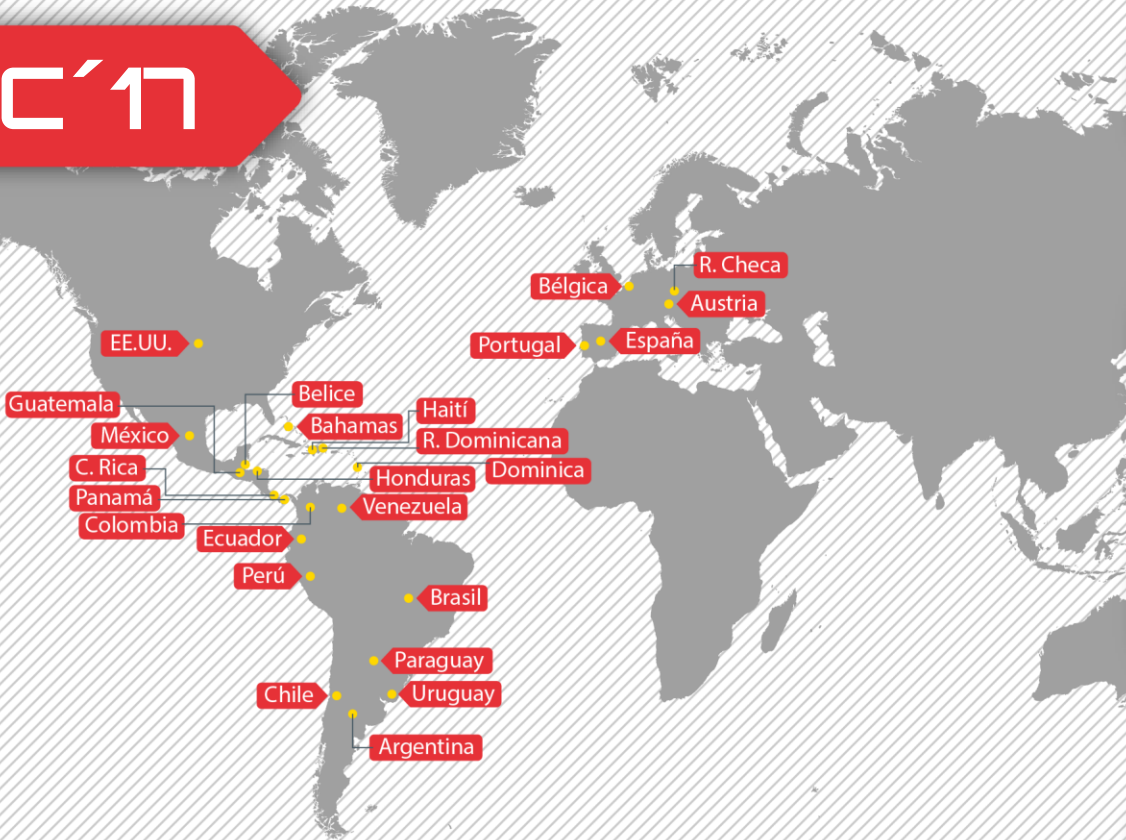 C´17
R. Checa
Bélgica
Austria
EE.UU.
Portugal
España
Belice
Guatemala
Haití
Bahamas
México
R. Dominicana
C. Rica
Dominica
Honduras
Panamá
Venezuela
Colombia
Ecuador
Perú
Brasil
Paraguay
Chile
Uruguay
Argentina